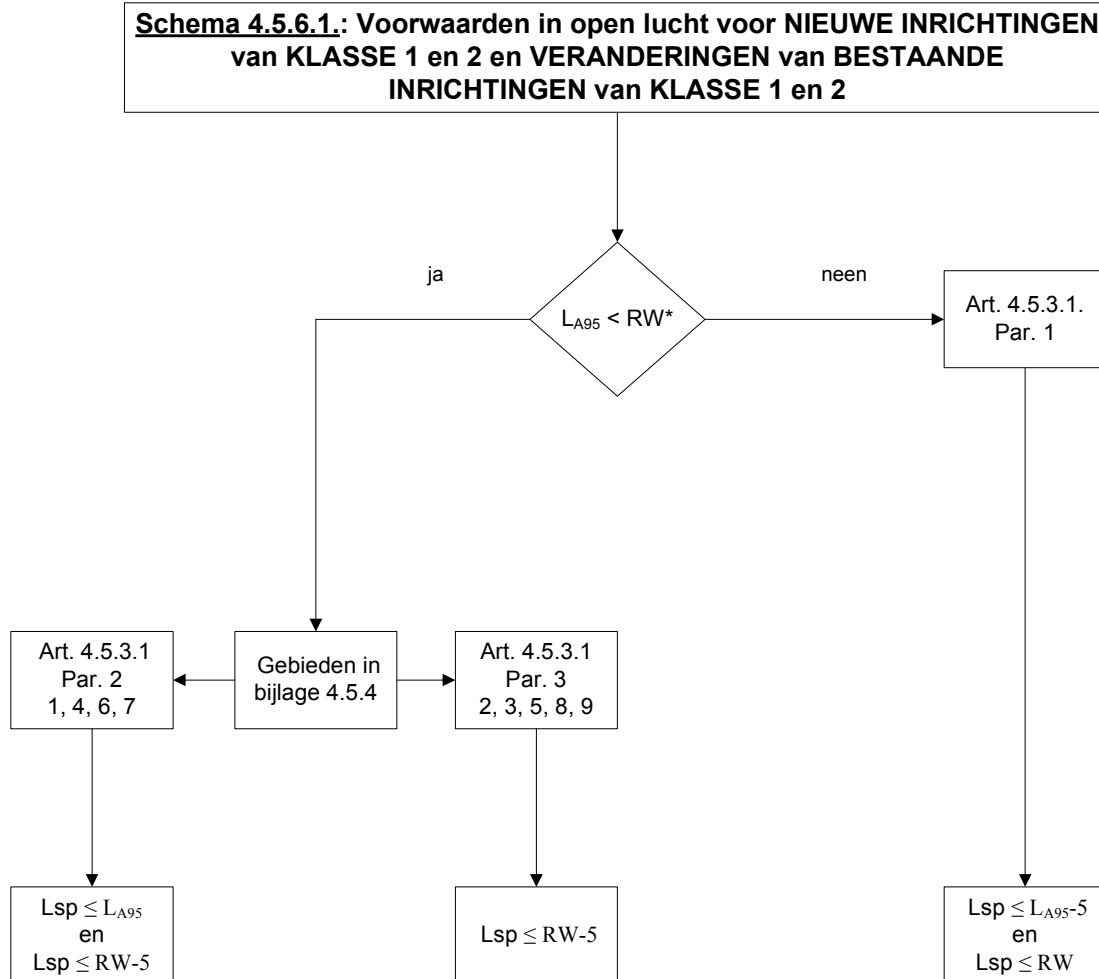 Schema 4.5.6.1.: Voorwaarden in open lucht voor NIEUWE INRICHTINGEN
van KLASSE 1 en 2 en VERANDERINGEN van BESTAANDE
INRICHTINGEN van KLASSE 1 en 2
ja
neen
LA95 < RW*
Art. 4.5.3.1.
Par. 1
Art. 4.5.3.1
Par. 2
1, 4, 6, 7
Gebieden in
bijlage 4.5.4
Art. 4.5.3.1
Par. 3
2, 3, 5, 8, 9
Lsp ≤ LA95
en
Lsp ≤ RW-5
Lsp ≤ RW-5
Lsp ≤ LA95-5
en
Lsp ≤ RW